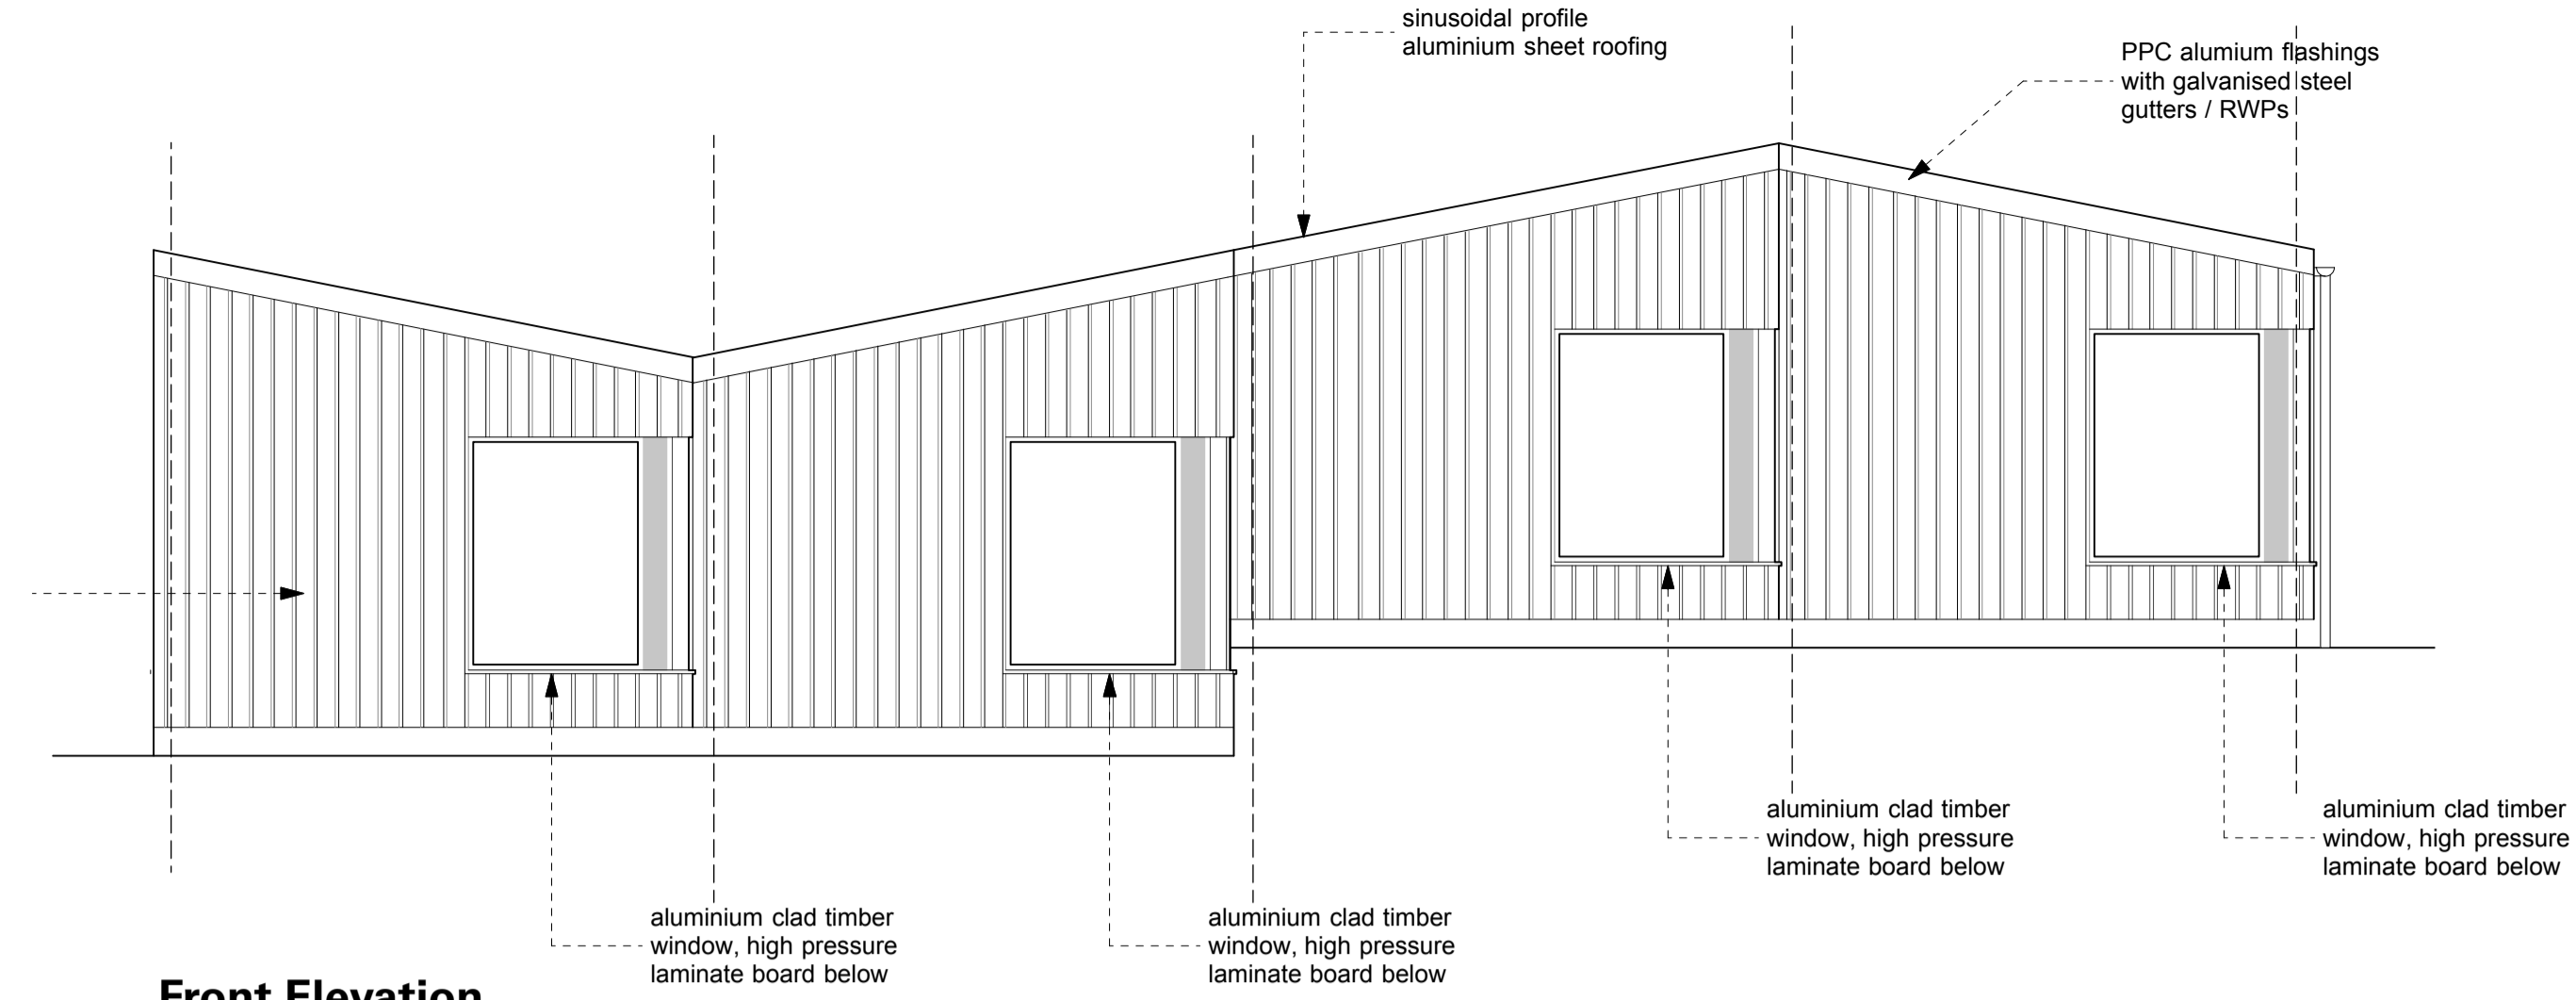 sinusoidal profile
aluminium sheet roofing
PPC alumium flashings
with galvanised steel
gutters / RWPs
aluminium clad timber
window, high pressure
laminate board below
aluminium clad timber
window, high pressure
laminate board below
aluminium clad timber
window, high pressure
laminate board below
aluminium clad timber
window, high pressure
laminate board below
Front Elevation